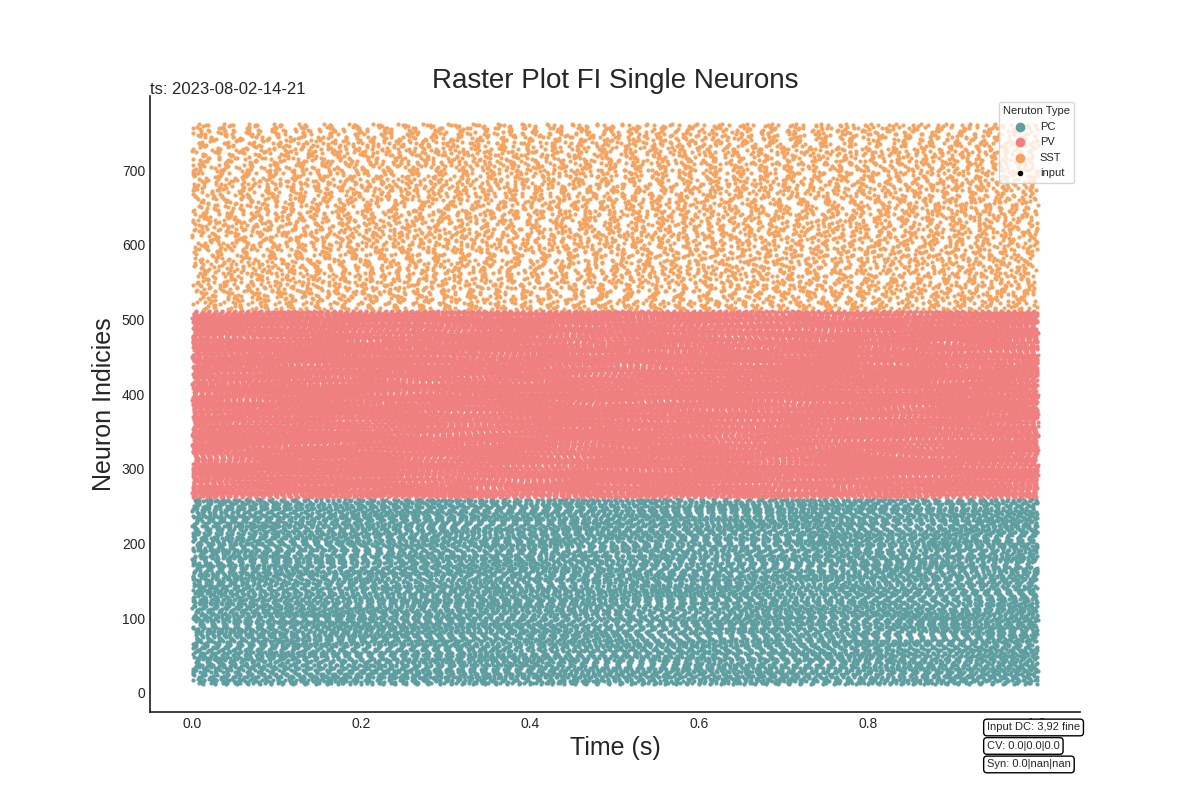 Raster Plot FI Single Neurons
ts: 2023-08-02-14-21
Neruton Type
PC
PV
SST
input
700
600
500
400
300
200
100
0
Neuron Indicies
0.0 0.2 0.4 0.6 0.8
Time (s)
Input DC: 3,92 fine
CV: 0.0|0.0|0.0
Syn: 0.0|nan|nan